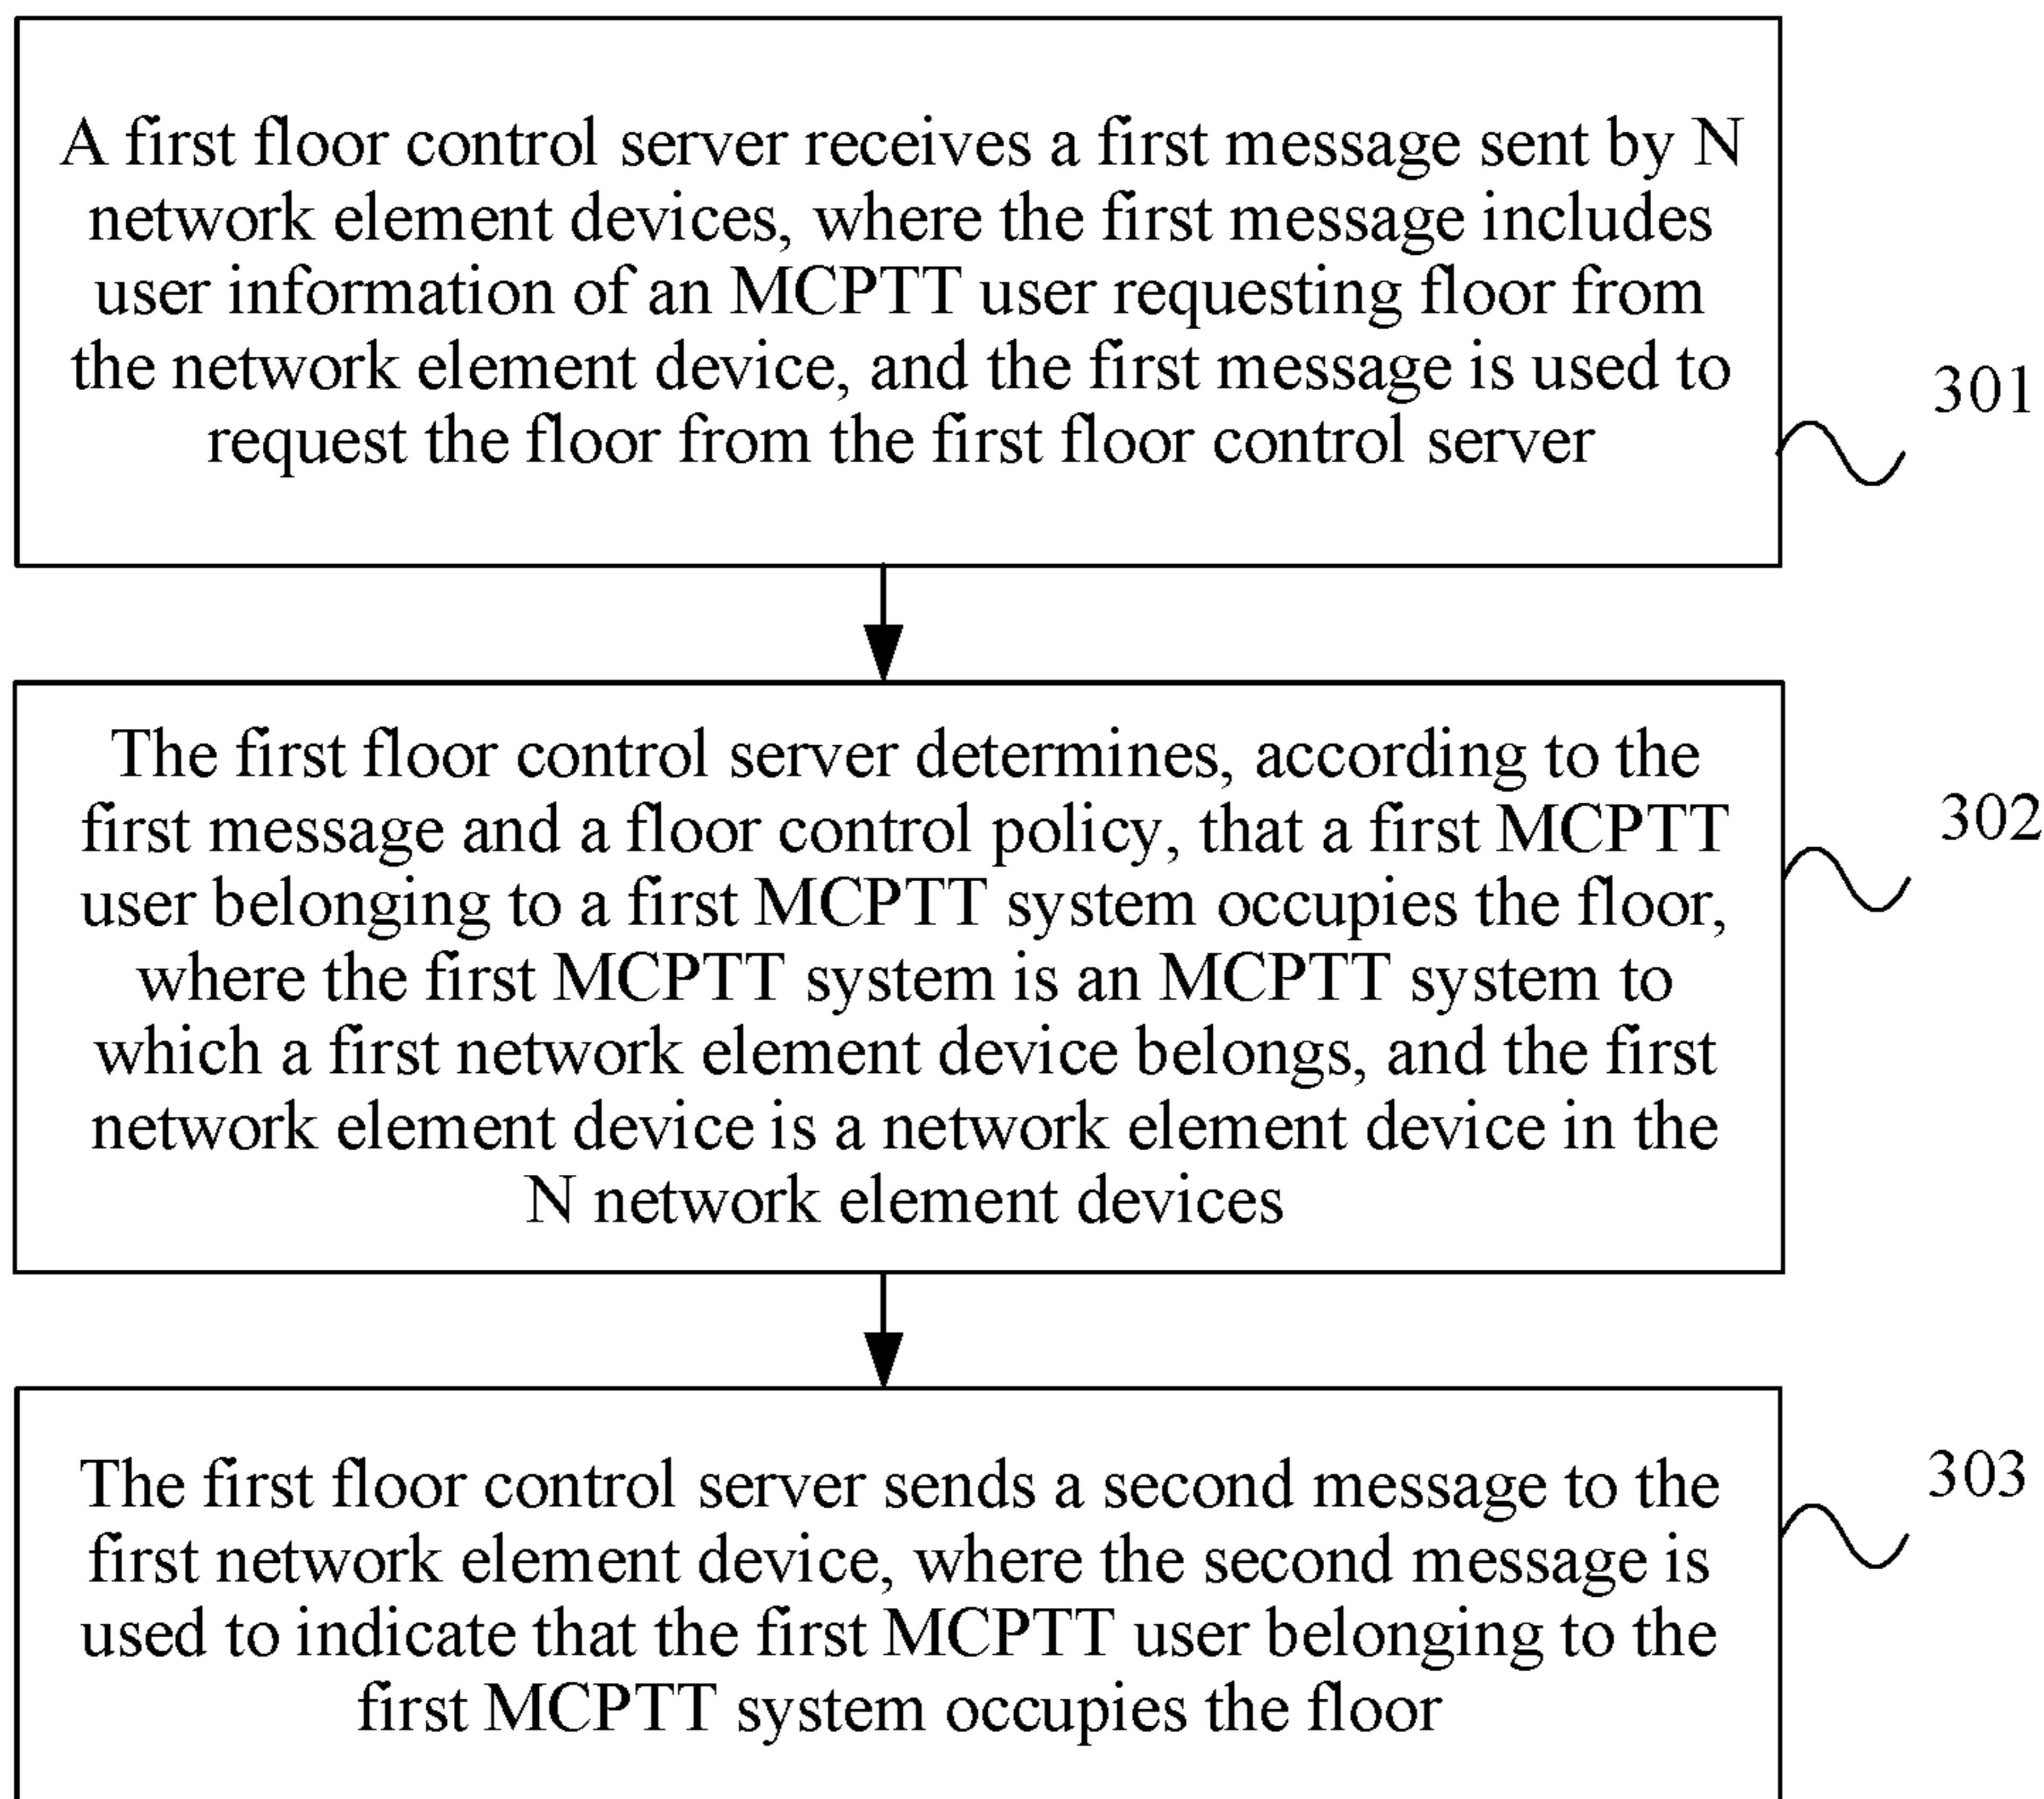 A first floor control server receives a first message sent by N
network element devices, where the first message includes
user information of an MCPTT user requesting floor from
the network element device, and the first message is used to
request the floor from the first floor control server
301
The first floor control server determines, according to the
first message and a floor control policy, that a first MCPTT
user belonging to a first MCPTT system occupies the floor,
where the first MCPTT system is an MCPTT system to
which a first network element device belongs, and the first
network element device is a network element device in the
N network element devices
302
The first floor control server sends a second message to the
first network element device, where the second message is
used to indicate that the first MCPTT user belonging to the
first MCPTT system occupies the floor
303